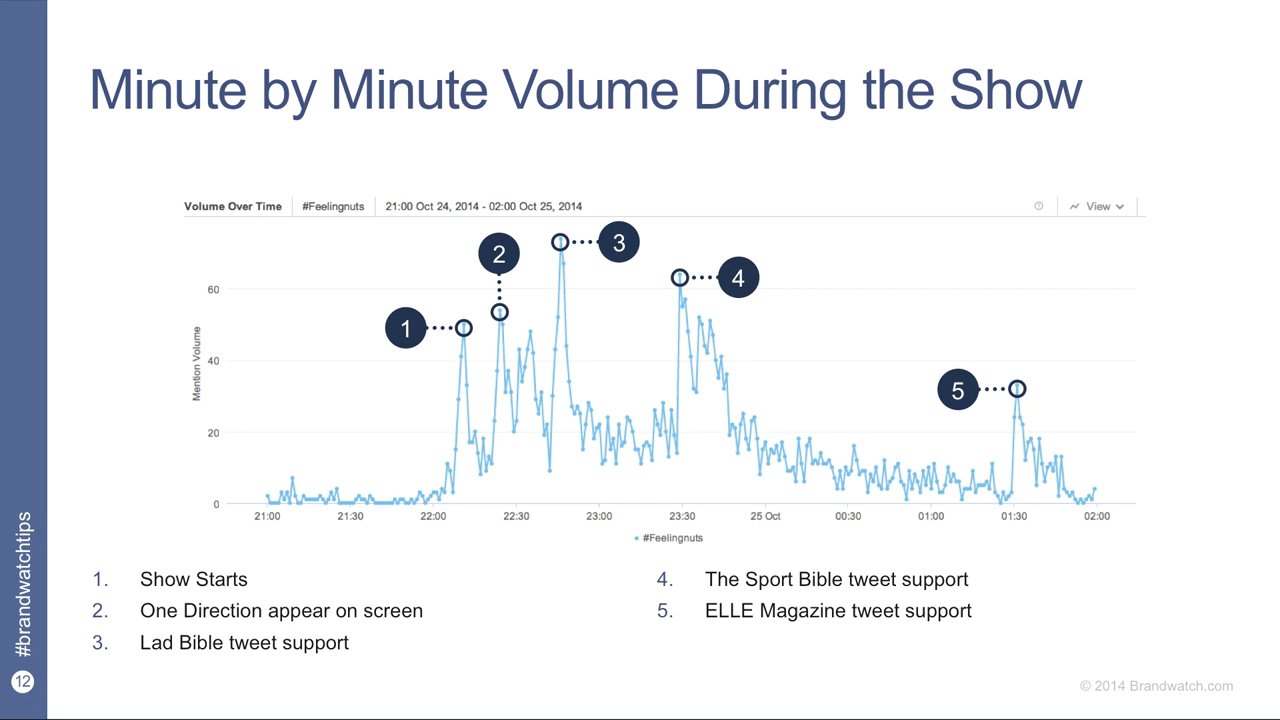 Minute by Minute Volume During the Show
Volume Over Time #Feelingnuts 21:00 Oct 24, 2014 - 02:00 Oct 25, 2014 View
Mention Volume
60
40
20
0
1
2
3
4
5
21:00 21:30 22:00 22:30 23:00 23:30 25 Oct 00:30 01:00 01:30 02:00
#Feelingnuts
1. Show Starts
2. One Direction appear on screen
3. Lad Bible tweet support
4. The Sport Bible tweet support
5. ELLE Magazine tweet support
#brandwatchtips
12
© 2014 Brandwatch.com